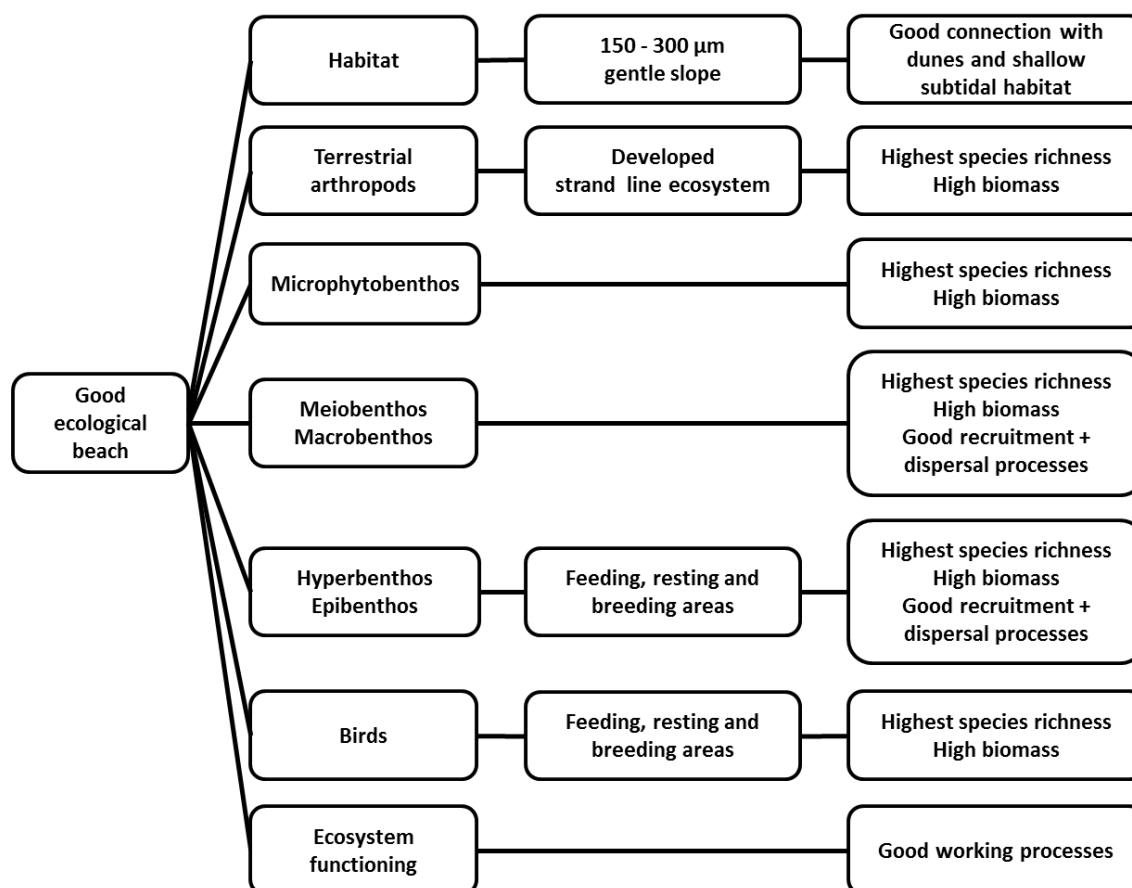 Habitat
150 - 300 µm
gentle slope
Good connection with
dunes and shallow
subtidal habitat
Terrestrial
arthropods
Developed
strand line ecosystem
Highest species richness
High biomass
Microphytobenthos
Highest species richness
High biomass
Good
ecological
beach
Meiobenthos
Macrobenthos
Highest species richness
High biomass
Good recruitment +
dispersal processes
Hyperbenthos
Epibenthos
Feeding, resting and
breeding areas
Highest species richness
High biomass
Good recruitment +
dispersal processes
Birds
Feeding, resting and
breeding areas
Highest species richness
High biomass
Ecosystem
functioning
Good working processes